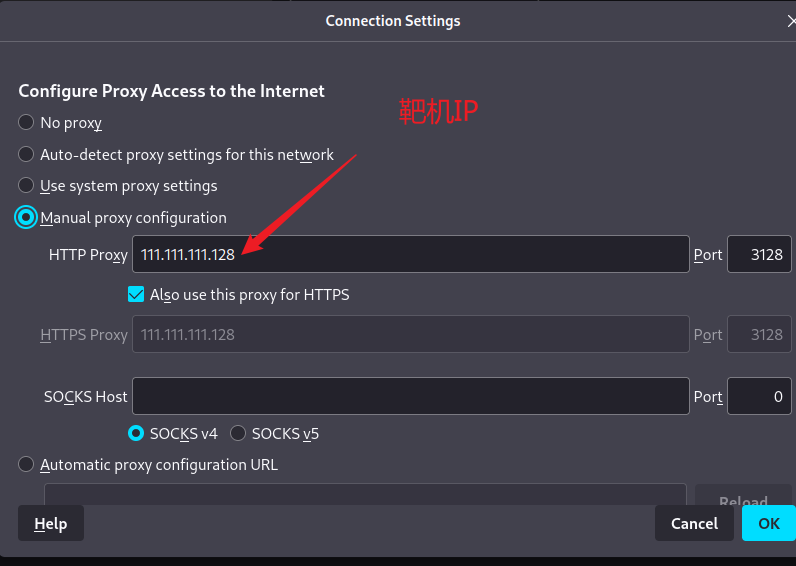 Connection Settings
Configure Proxy Access to the Internet
靶机IP
No proxy
Auto-detect proxy settings for this network
Use system proxy settings
Manual proxy configuration
HTTP Proxy 111.111.111.128 Port 3128
Also use this proxy for HTTPS
HTTPS Proxy 111.111.111.128 Port 3128
SOCKS Host Port 0
SOCKS v4 SOCKS v5
Automatic proxy configuration URL
Reload
Help Cancel OK